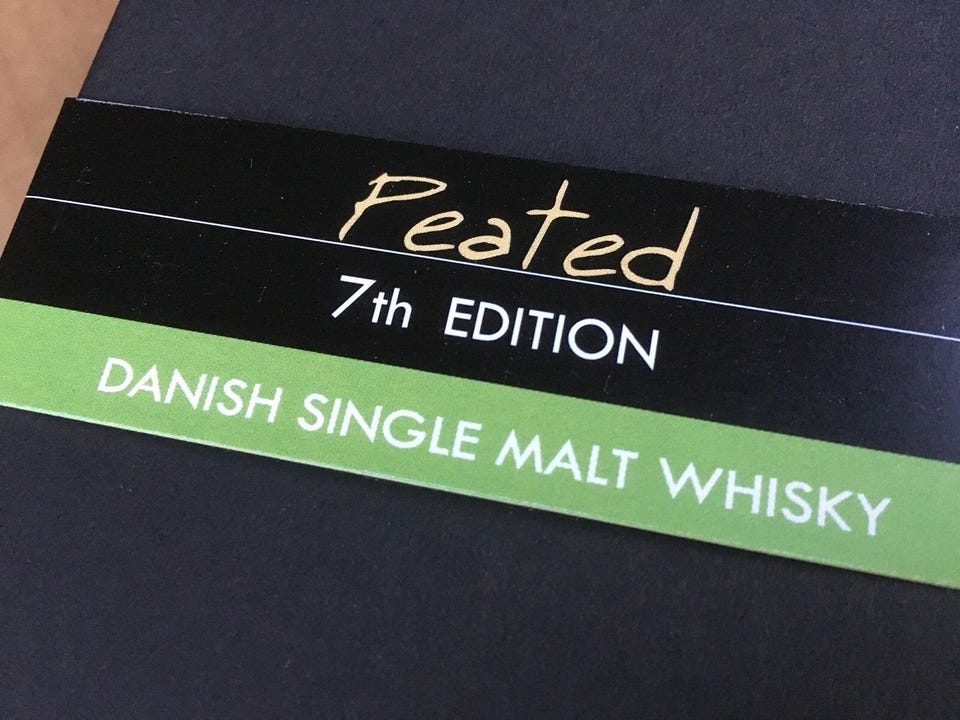 Peated
7th EDITION
DANISH SINGLE MALT WHISKY